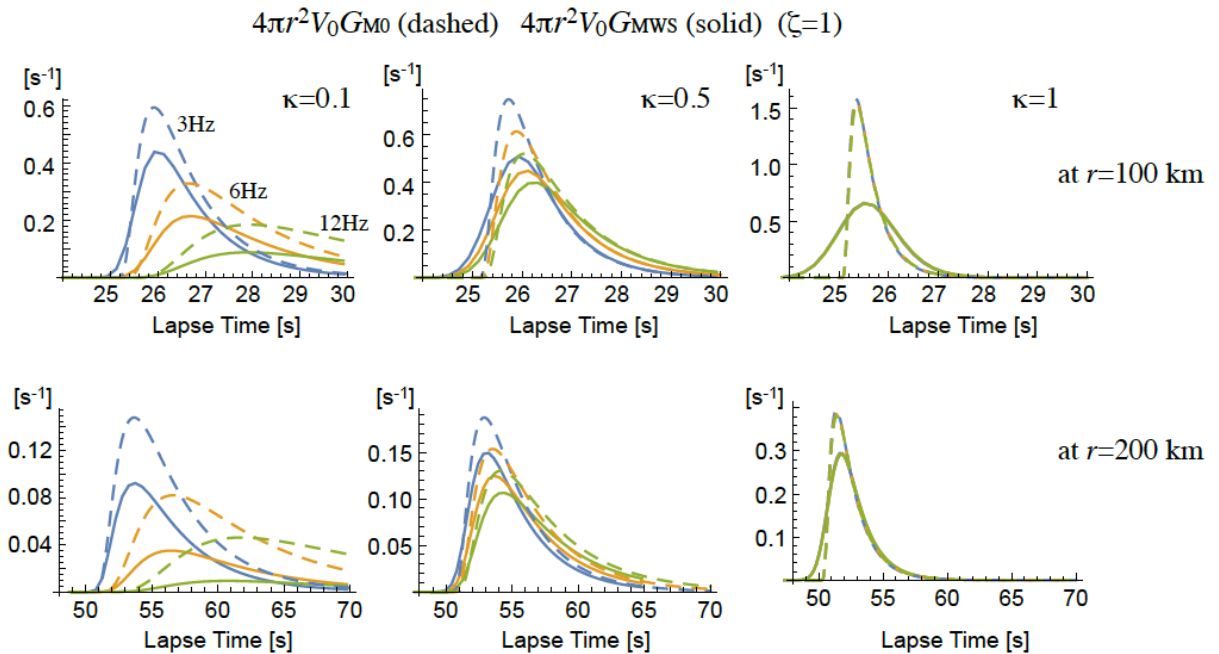 4πr²V₀GM0 (dashed) 4πr²V₀GMWS (solid) (ζ=1)
[s⁻¹] [s⁻¹] [s⁻¹]
κ=0.1 κ=0.5 κ=1
0.6 0.6 1.5
3Hz
0.4 0.4 1.0 at r=100 km
6Hz
0.2 12Hz 0.2 0.5
25 26 27 28 29 30 25 26 27 28 29 30 25 26 27 28 29 30
Lapse Time [s] Lapse Time [s] Lapse Time [s]
[s⁻¹] [s⁻¹] [s⁻¹]
0.12 0.15 0.3 at r=200 km
0.08 0.10 0.2
0.04 0.05 0.1
50 55 60 65 70 50 55 60 65 70 50 55 60 65 70
Lapse Time [s] Lapse Time [s] Lapse Time [s]